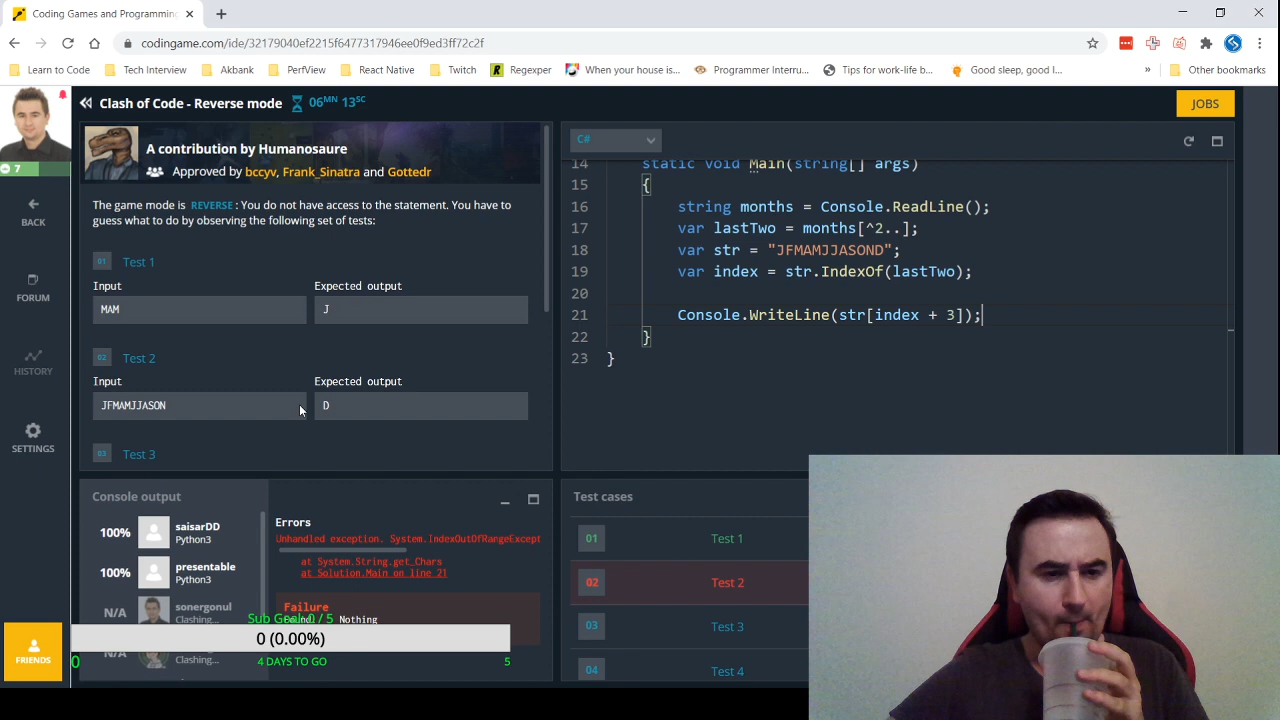 Coding Games and Programming
codingame.com/ide/32179040ef2215f6477317946ee0f9ed3ff72c2f
Learn to Code
Tech Interview
Akbank
PerfView
React Native
Twitch
Regexper
When your house is...
Programmer Interru...
Tips for work-life b...
Good sleep, good l...
»
Other bookmarks
Clash of Code - Reverse mode
06MN 13SC
JOBS
7
BACK
FORUM
HISTORY
SETTINGS
FRIENDS
A contribution by Humanosaure
Approved by bccyv, Frank_Sinatra and Gottedr
The game mode is REVERSE: You do not have access to the statement. You have to
guess what to do by observing the following set of tests:
01 Test 1
Input Expected output
MAM J
02 Test 2
Input Expected output
JFMAMJJASON D
03 Test 3
C#
14 static void Main(string[] args)
15 {
16 string months = Console.ReadLine();
17 var lastTwo = months[^2..];
18 var str = "JFMAMJJASOND";
19 var index = str.IndexOf(lastTwo);
20
21 Console.WriteLine(str[index + 3]);
22 }
23 }
Console output
100% saisarDD
Python3
100% presentable
Python3
N/A sonergonul
Clashing...
N/A
Clashing...
Errors
Unhandled exception. System.IndexOutOfRangeExcept
at System.String.get_Chars
at Solution.Main on line 21
Failure
Nothing
Sub Goal: 0 / 5
0 (0.00%)
0 4 DAYS TO GO 5
Test cases
01 Test 1
02 Test 2
03 Test 3
04 Test 4